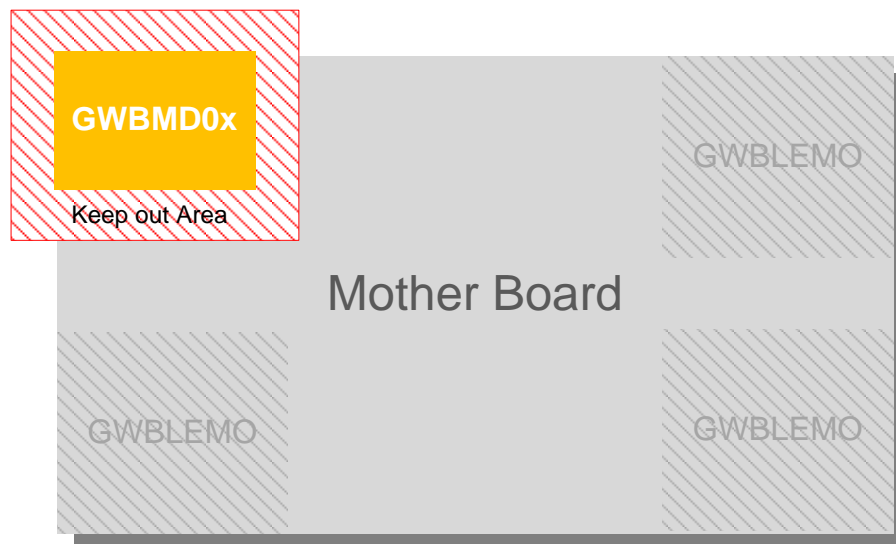 GWBMD0x
Keep out Area
GWBLEMO
Mother Board
GWBLEMO
GWBLEMO